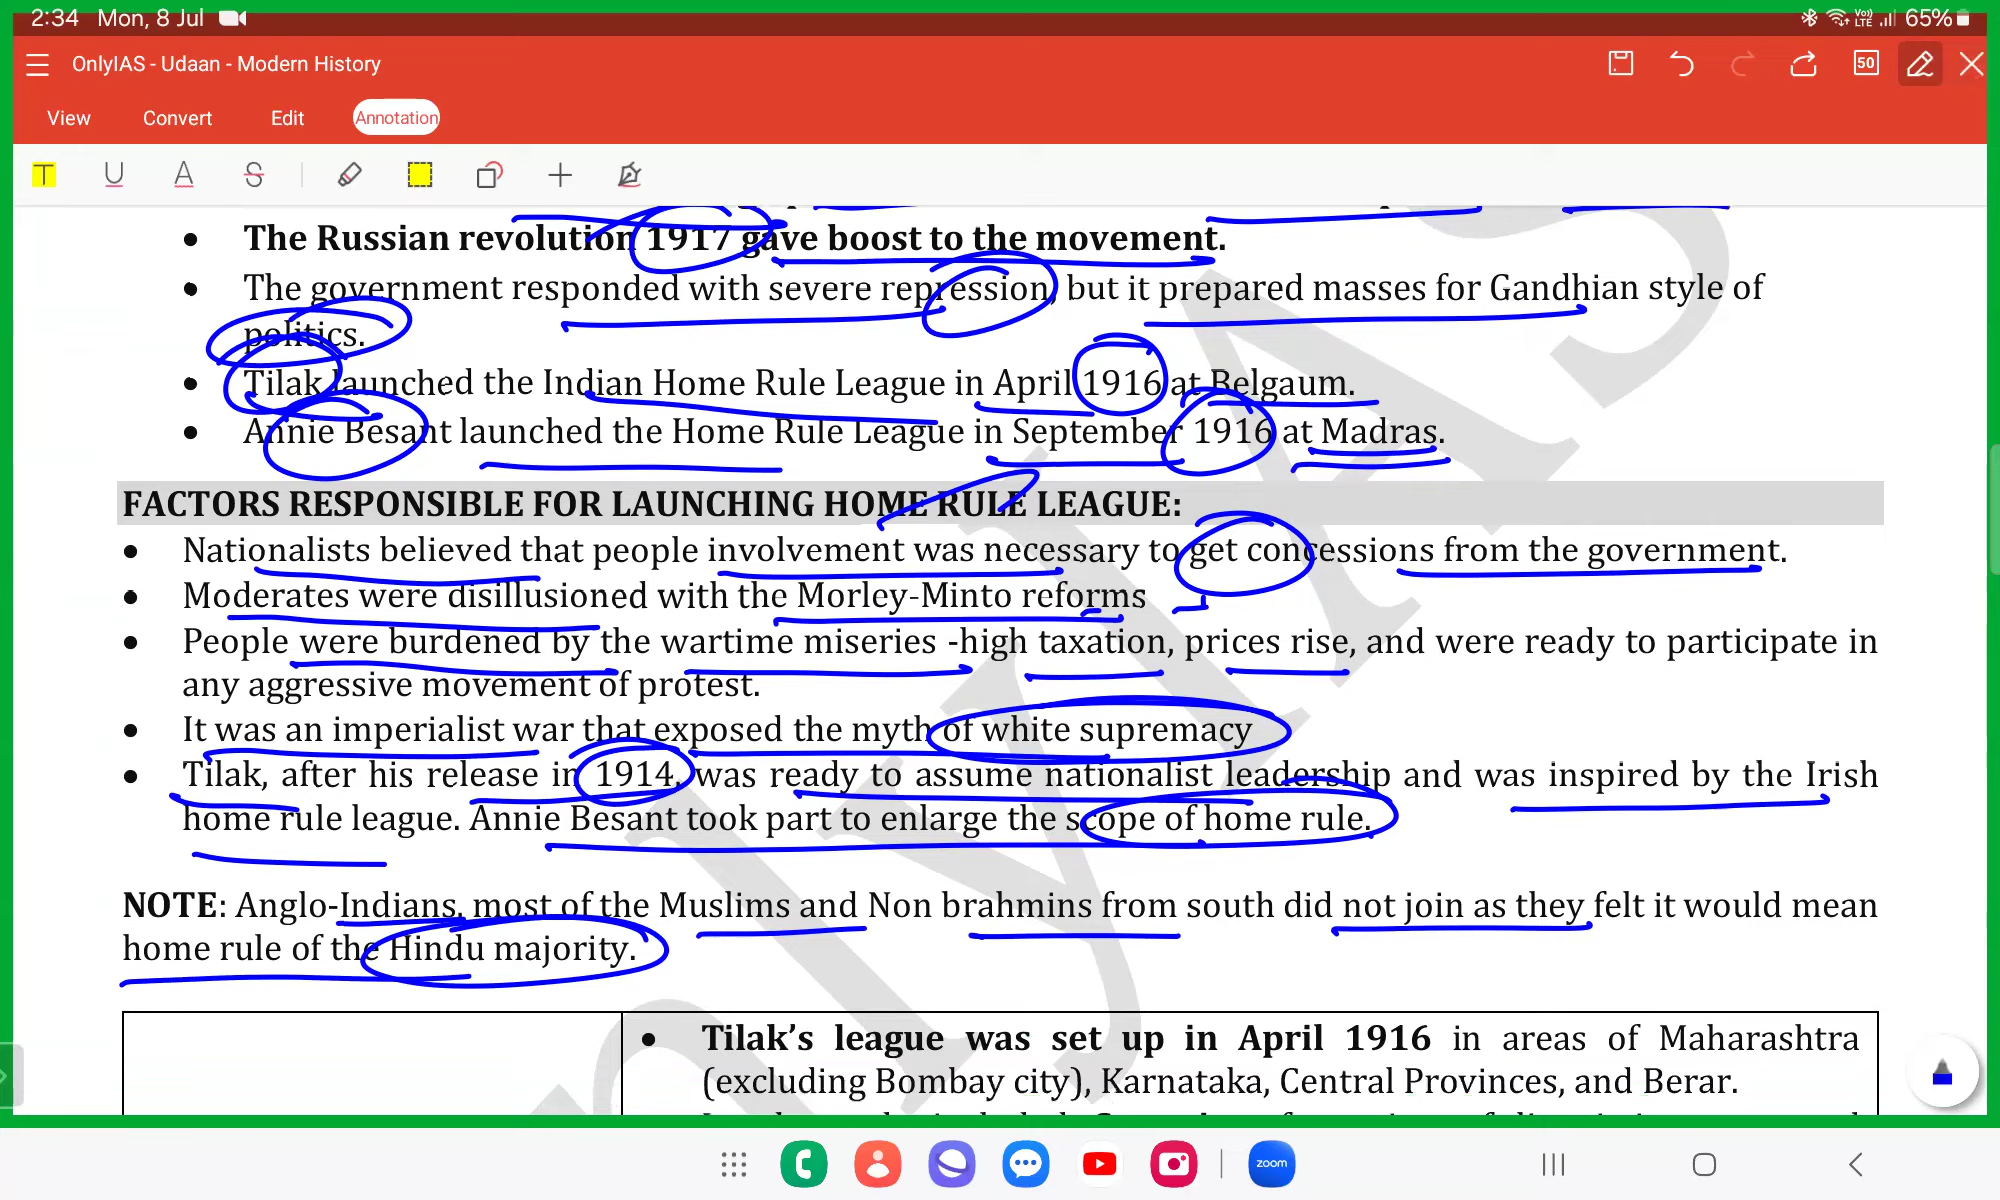 2:34 Mon, 8 Jul
Vo)) LTE 65%
OnlyIAS - Udaan - Modern History
50
View Convert Edit Annotation
T U A S
• The Russian revolution 1917 gave boost to the movement.
• The government responded with severe repression, but it prepared masses for Gandhian style of
politics.
• Tilak launched the Indian Home Rule League in April 1916 at Belgaum.
• Annie Besant launched the Home Rule League in September 1916 at Madras.
FACTORS RESPONSIBLE FOR LAUNCHING HOME RULE LEAGUE:
• Nationalists believed that people involvement was necessary to get concessions from the government.
• Moderates were disillusioned with the Morley-Minto reforms
• People were burdened by the wartime miseries -high taxation, prices rise, and were ready to participate in
any aggressive movement of protest.
• It was an imperialist war that exposed the myth of white supremacy
• Tilak, after his release in 1914, was ready to assume nationalist leadership and was inspired by the Irish
home rule league. Annie Besant took part to enlarge the scope of home rule.
NOTE: Anglo-Indians, most of the Muslims and Non brahmins from south did not join as they felt it would mean
home rule of the Hindu majority.
• Tilak’s league was set up in April 1916 in areas of Maharashtra
(excluding Bombay city), Karnataka, Central Provinces, and Berar.
zoom